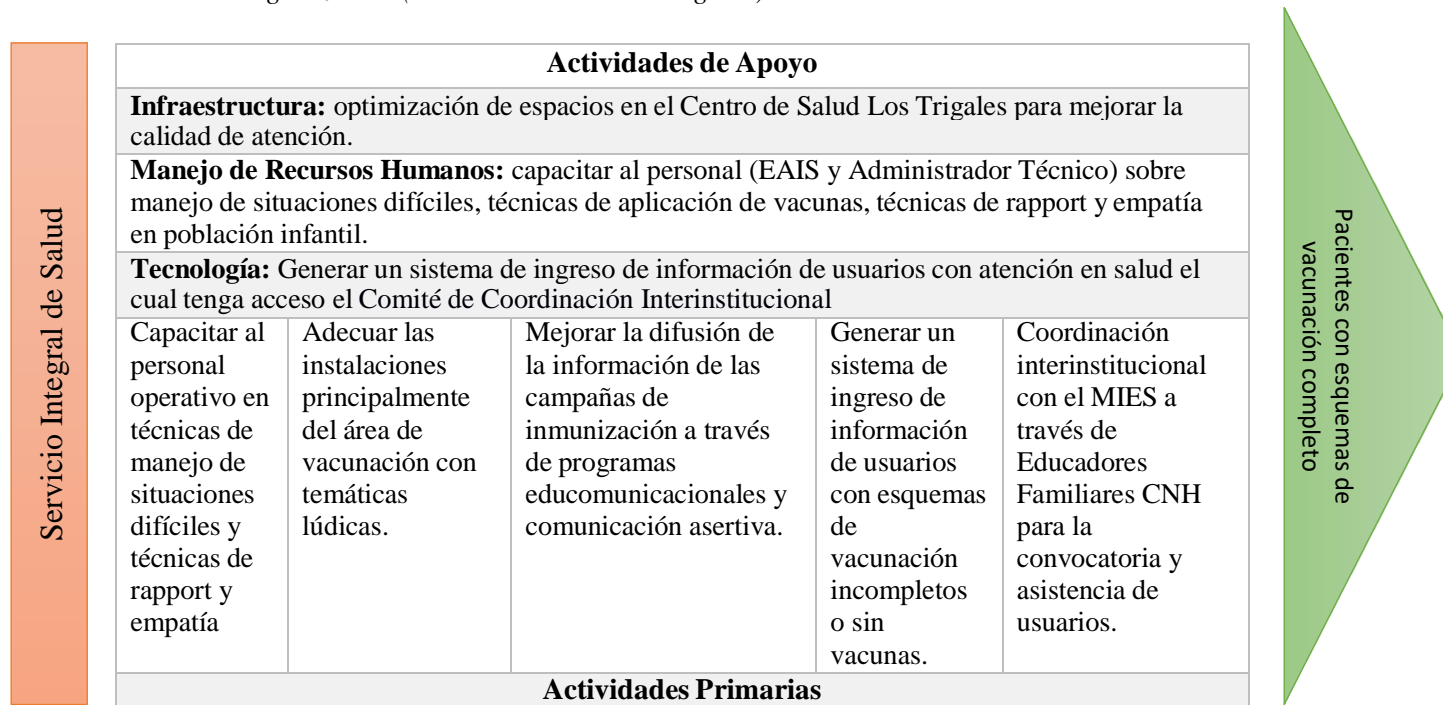 Servicio Integral de Salud
Actividades de Apoyo
Infraestructura: optimización de espacios en el Centro de Salud Los Trigales para mejorar la
calidad de atención.
Manejo de Recursos Humanos: capacitar al personal (EAIS y Administrador Técnico) sobre
manejo de situaciones difíciles, técnicas de aplicación de vacunas, técnicas de rapport y empatía
en población infantil.
Tecnología: Generar un sistema de ingreso de información de usuarios con atención en salud el
cual tenga acceso el Comité de Coordinación Interinstitucional
Capacitar al
personal
operativo en
técnicas de
manejo de
situaciones
difíciles y
técnicas de
rapport y
empatía
Adecuar las
instalaciones
principalmente
del área de
vacunación con
temáticas
lúdicas.
Mejorar la difusión de
la información de las
campañas de
inmunización a través
de programas
educomunicacionales y
comunicación asertiva.
Generar un
sistema de
ingreso de
información
de usuarios
con esquemas
de
vacunación
incompletos
o sin
vacunas.
Coordinación
interinstitucional
con el MIES a
través de
Educadores
Familiares CNH
para la
convocatoria y
asistencia de
usuarios.
Actividades Primarias
Pacientes con esquemas de
vacunación completo